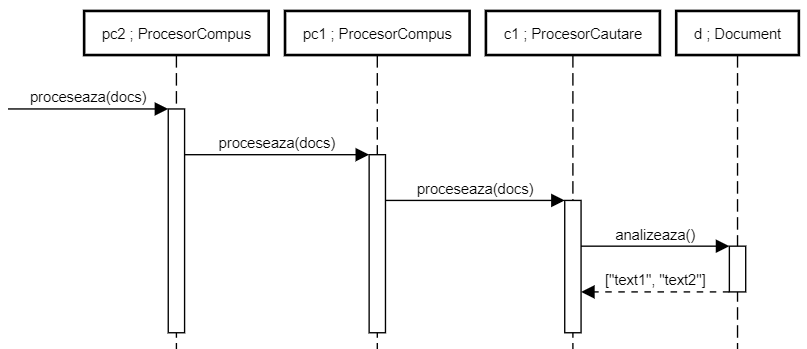 pc2 ; ProcesorCompus
pc1 ; ProcesorCompus
c1 ; ProcesorCautare
d ; Document
proceseaza(docs)
proceseaza(docs)
proceseaza(docs)
analizeaza()
["text1", "text2"]